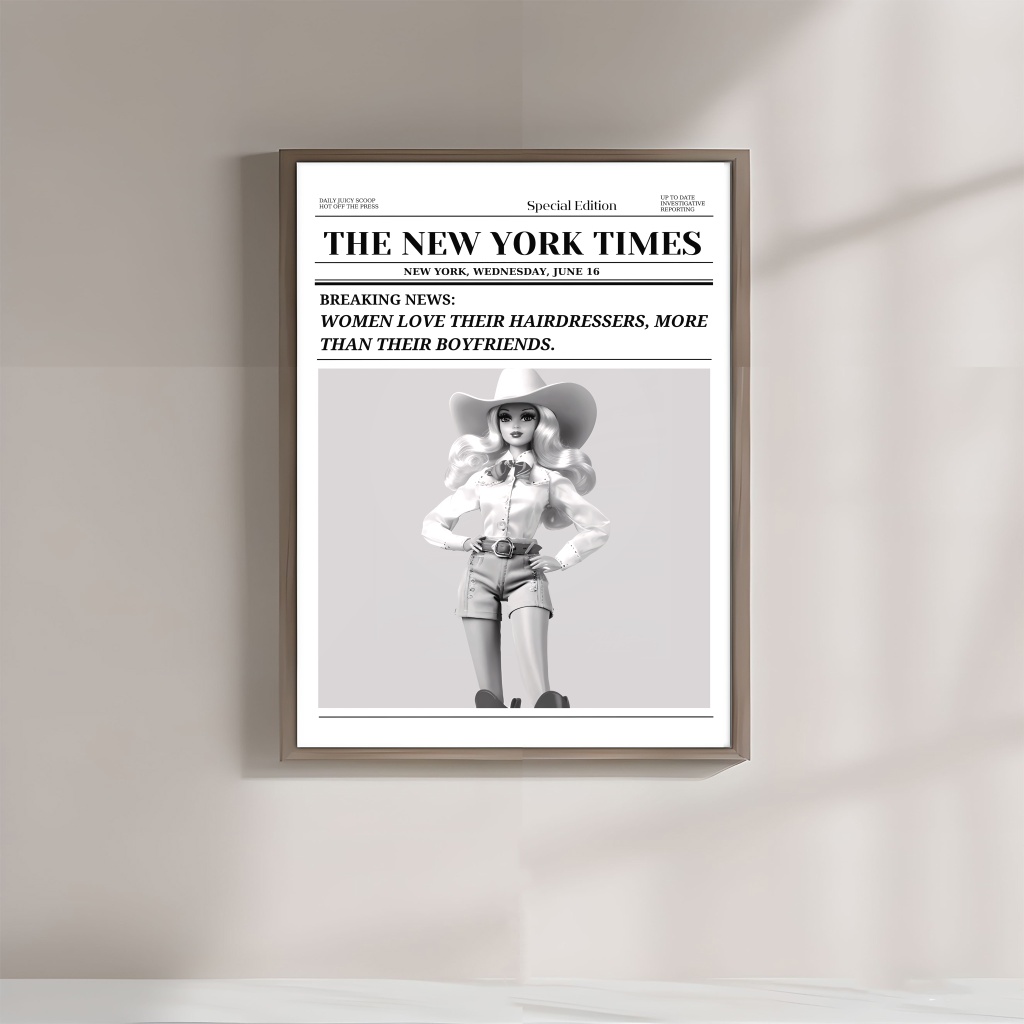 DAILY JUICY SCOOP
HOT OFF THE PRESS
Special Edition
UP TO DATE
INVESTIGATIVE
REPORTING
THE NEW YORK TIMES
NEW YORK, WEDNESDAY, JUNE 16
BREAKING NEWS:
WOMEN LOVE THEIR HAIRDRESSERS, MORE
THAN THEIR BOYFRIENDS.